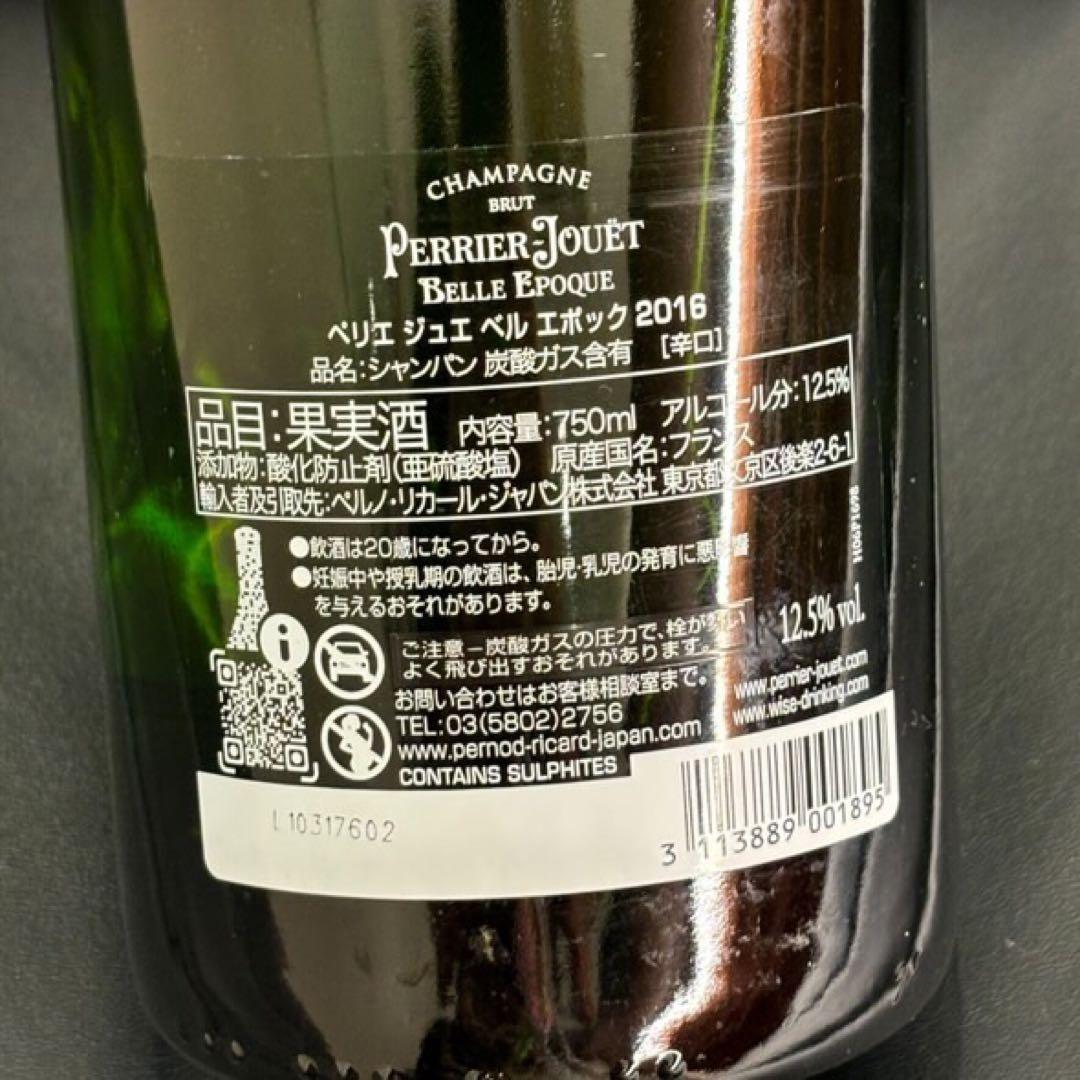 CHAMPAGNE
BRUT
PERRIER-JOUËT
BELLE EPOQUE
ペリエ ジュエ ベル エポック 2016
品名:シャンパン 炭酸ガス含有 [辛口]
品目:果実酒 内容量:750ml アルコール分:12.5%
添加物:酸化防止剤(亜硫酸塩) 原産国名:フランス
輸入者及引取先:ペルノ・リカール・ジャパン株式会社 東京都文京区後楽2-6-1
●飲酒は20歳になってから。
●妊娠中や授乳期の飲酒は、胎児・乳児の発育に悪影響
を与えるおそれがあります。
ご注意-炭酸ガスの圧力で、栓が勢い
よく飛び出すおそれがあります。
12.5% vol.
お問い合わせはお客様相談室まで。
TEL:03(5802)2756
www.pernod-ricard-japan.com
CONTAINS SULPHITES
www.perrier-jouet.com
www.wise-drinking.com
L10317602
3 113889 001895